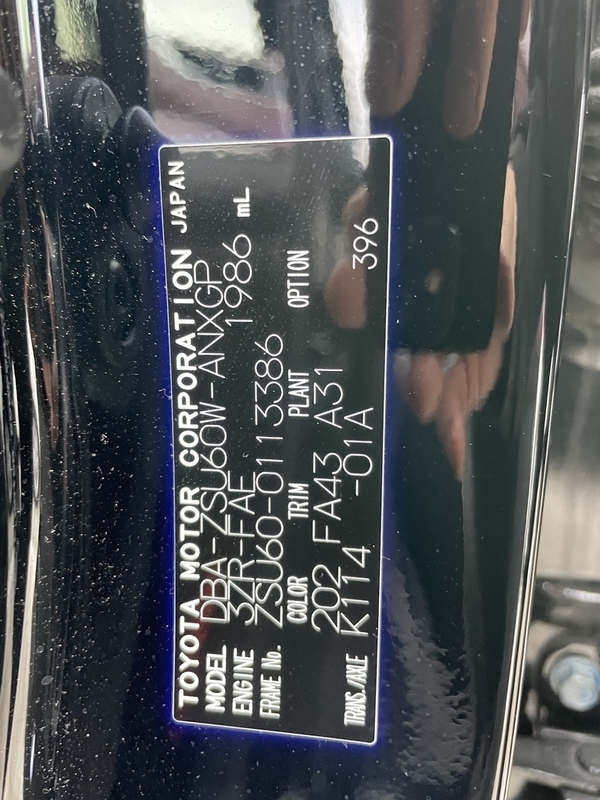 TOYOTA MOTOR CORPORATION JAPAN
MODEL DBA-ZSU60W-ANXGP
ENGINE 3ZR-FAE 1986 mL
FRAME No. ZSU60-0113386
COLOR TRIM PLANT OPTION
202 FA43 A31
TRANS./AXLE K114 -01A 396